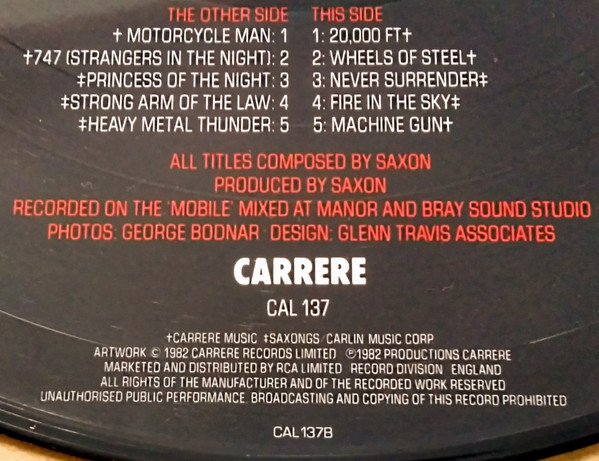 THE OTHER SIDE THIS SIDE
† MOTORCYCLE MAN: 1 1: 20,000 FT†
†747 (STRANGERS IN THE NIGHT): 2 2: WHEELS OF STEEL†
‡PRINCESS OF THE NIGHT: 3 3: NEVER SURRENDER‡
‡STRONG ARM OF THE LAW: 4 4: FIRE IN THE SKY‡
‡HEAVY METAL THUNDER: 5 5: MACHINE GUN†
ALL TITLES COMPOSED BY SAXON
PRODUCED BY SAXON
RECORDED ON THE 'MOBILE' MIXED AT MANOR AND BRAY SOUND STUDIO
PHOTOS: GEORGE BODNAR DESIGN: GLENN TRAVIS ASSOCIATES
CARRERE
CAL 137
†CARRERE MUSIC ‡SAXONGS/CARLIN MUSIC CORP
ARTWORK © 1982 CARRERE RECORDS LIMITED ℗1982 PRODUCTIONS CARRERE
MARKETED AND DISTRIBUTED BY RCA LIMITED RECORD DIVISION ENGLAND
ALL RIGHTS OF THE MANUFACTURER AND OF THE RECORDED WORK RESERVED
UNAUTHORISED PUBLIC PERFORMANCE, BROADCASTING AND COPYING OF THIS RECORD PROHIBITED
CAL137B